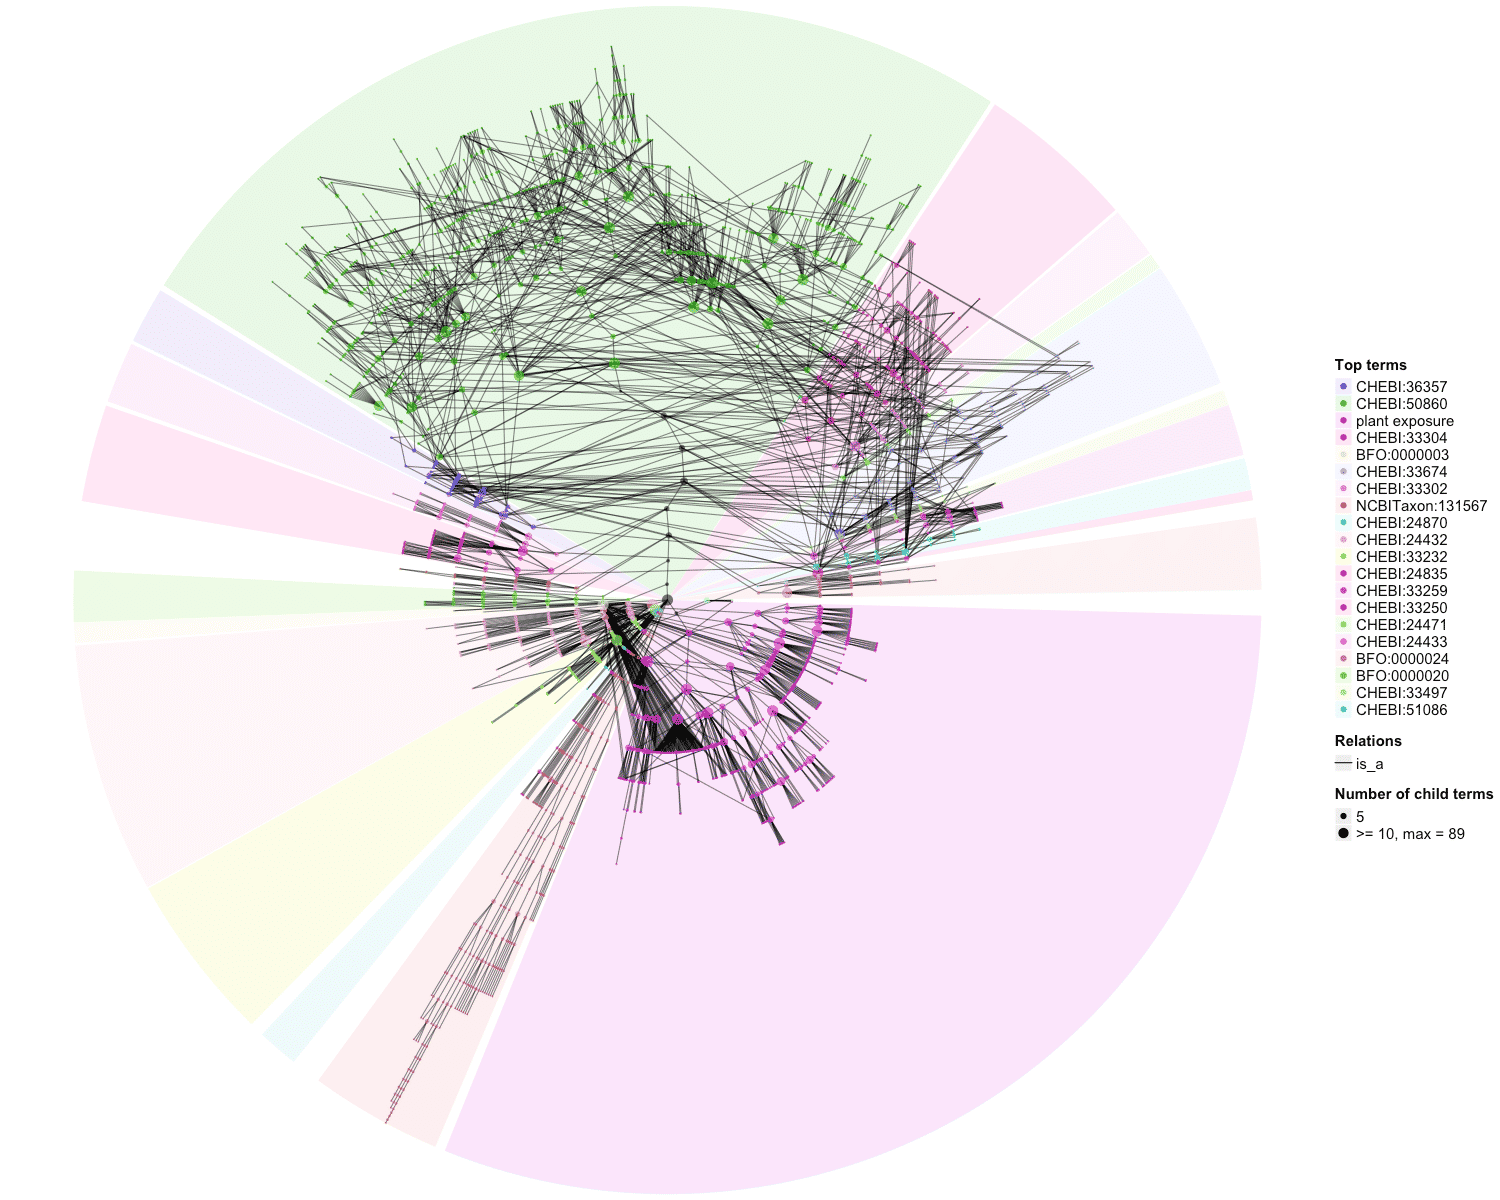 Top terms
CHEBI:36357
CHEBI:50860
plant exposure
CHEBI:33304
BFO:0000003
CHEBI:33674
CHEBI:33302
NCBITaxon:131567
CHEBI:24870
CHEBI:24432
CHEBI:33232
CHEBI:24835
CHEBI:33259
CHEBI:33250
CHEBI:24471
CHEBI:24433
BFO:0000024
BFO:0000020
CHEBI:33497
CHEBI:51086
Relations
is_a
Number of child terms
5
>= 10, max = 89